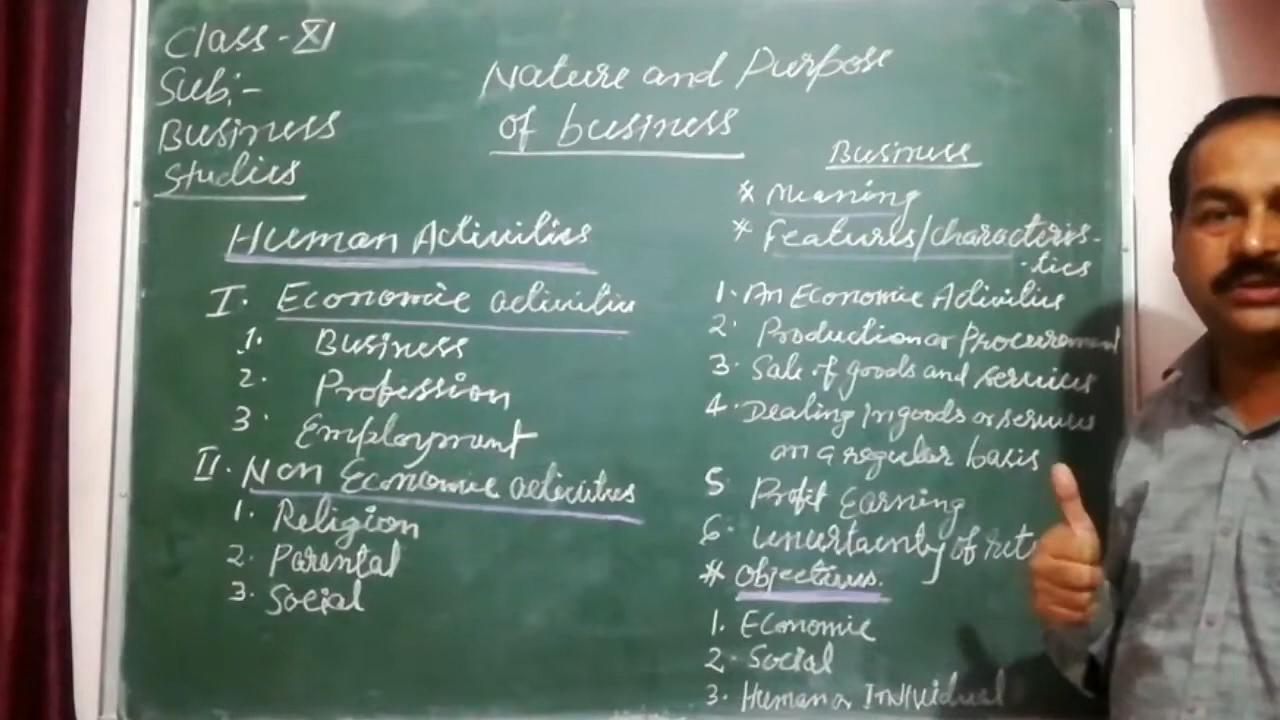 Class - XI
Sub:-
Business
Studies
Nature and Purpose
of business
Human Activities
I. Economic activities
1. Business
2. Profession
3. Employment
II. Non Economic activities
1. Religion
2. Parental
3. Social
Business
* Meaning
* Features/characteris-
tics
1. An Economic Activities
2. Production or Procurement
3. Sale of goods and services
4. Dealing in goods or services
on a regular basis
5 Profit Earning
6. Uncertainty of
* Objectives.
1. Economic
2. Social
3. Human or Individual